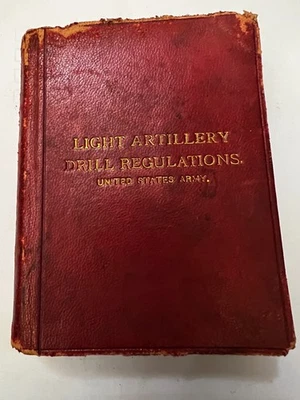 LIGHT ARTILLERY
DRILL REGULATIONS.
UNITED STATES ARMY.